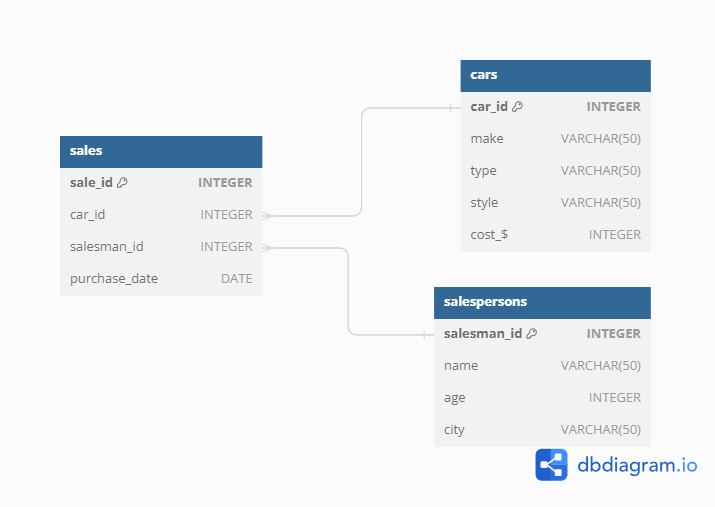 sales
sale_id INTEGER
car_id INTEGER
salesman_id INTEGER
purchase_date DATE
cars
car_id INTEGER
make VARCHAR(50)
type VARCHAR(50)
style VARCHAR(50)
cost_$ INTEGER
salespersons
salesman_id INTEGER
name VARCHAR(50)
age INTEGER
city VARCHAR(50)
dbdiagram.io